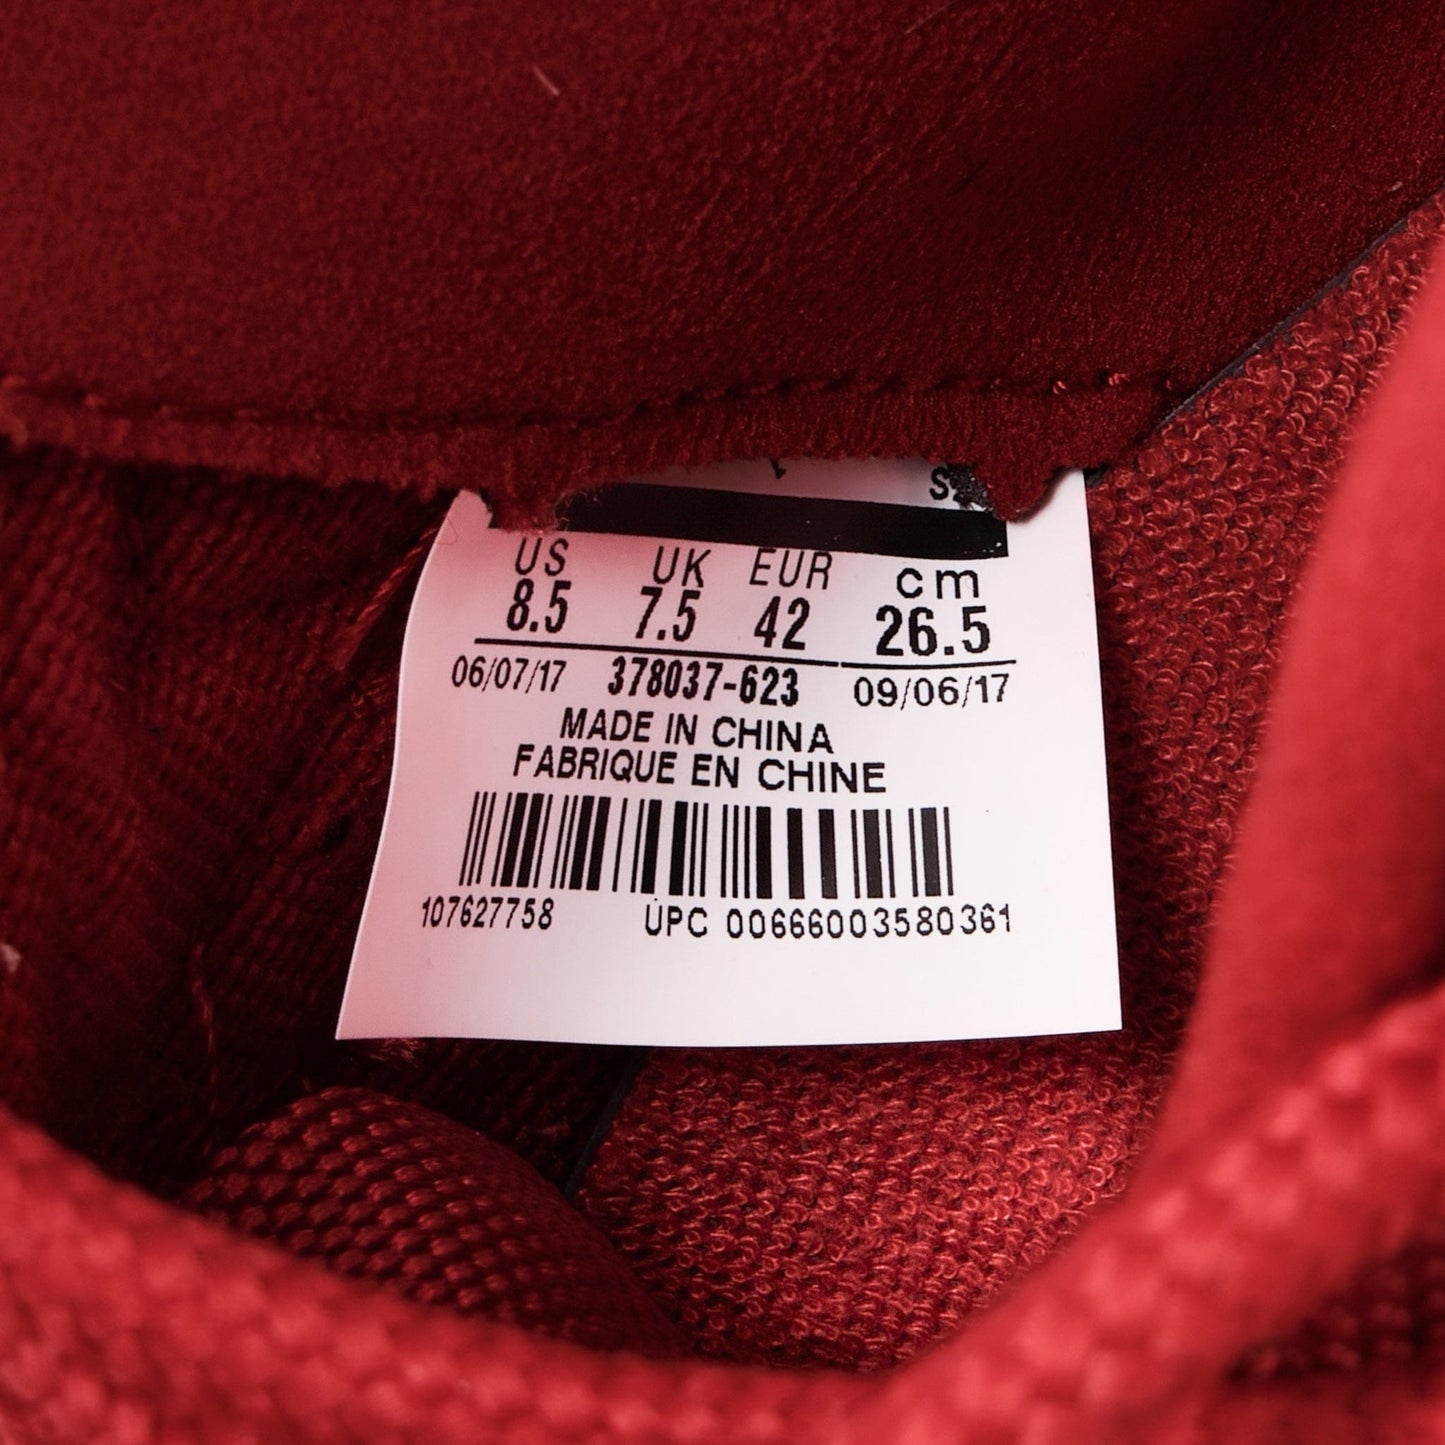 US UK EUR cm
8.5 7.5 42 26.5
06/07/17 378037-623 09/06/17
MADE IN CHINA
FABRIQUE EN CHINE
107627758 UPC 00666003580361